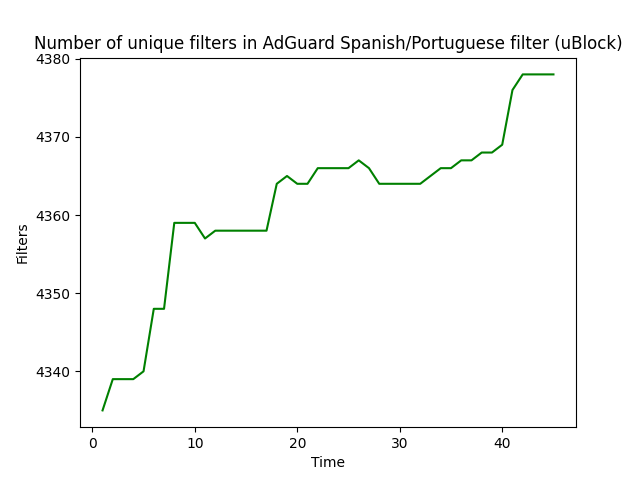 Number of unique filters in AdGuard Spanish/Portuguese filter (uBlock)
4380
4370
4360
4350
4340
Filters
0 10 20 30 40
Time